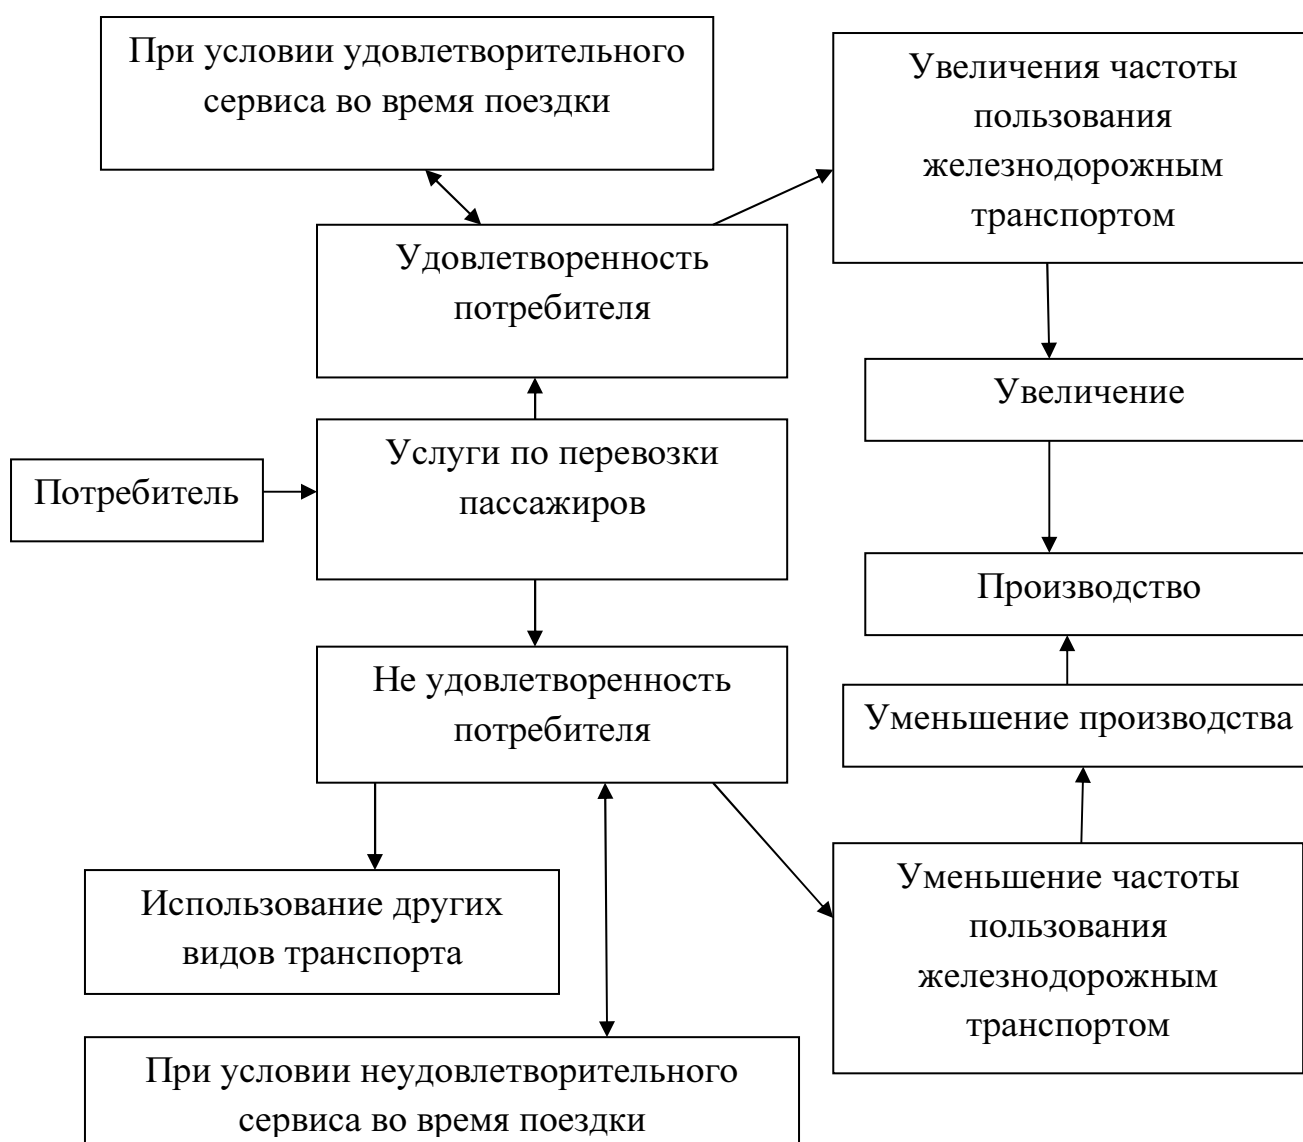 При условии удовлетворительного
сервиса во время поездки
Увеличения частоты
пользования
железнодорожным
транспортом
Удовлетворенность
потребителя
Увеличение
Услуги по перевозки
пассажиров
Потребитель
Производство
Не удовлетворенность
потребителя
Уменьшение производства
Использование других
видов транспорта
Уменьшение частоты
пользования
железнодорожным
транспортом
При условии неудовлетворительного
сервиса во время поездки